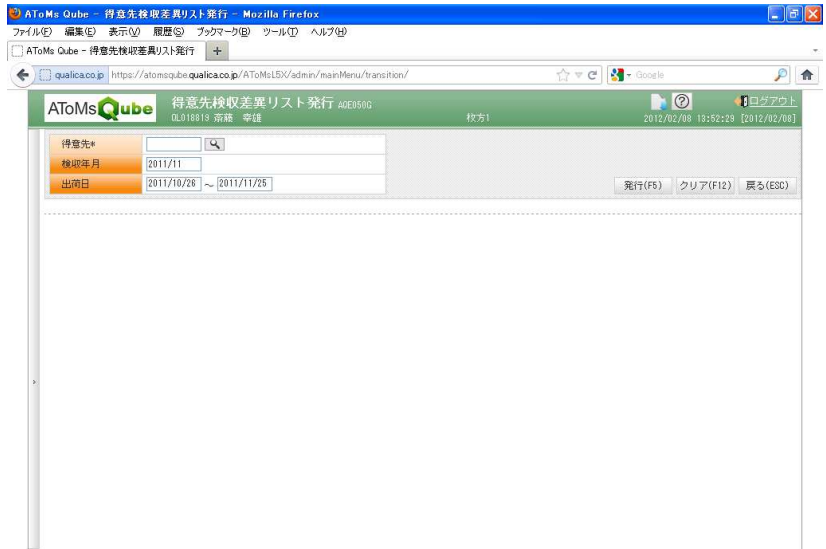 AToMs Qube - 得意先検収差異リスト発行 - Mozilla Firefox
ファイル(F) 編集(E) 表示(V) 履歴(S) ブックマーク(B) ツール(T) ヘルプ(H)
AToMs Qube - 得意先検収差異リスト発行 +
qualica.co.jp https://atomsqube.qualica.co.jp/AToMsL5X/admin/mainMenu/transition/ Google
AToMs Qube 得意先検収差異リスト発行 AQE050G ? ログアウト
QL018819 斎藤 幸雄 枚方1 2012/02/08 13:52:29 [2012/02/08]
得意先*
検収年月 2011/11
出荷日 2011/10/26 ～ 2011/11/25 発行(F5) クリア(F12) 戻る(ESC)